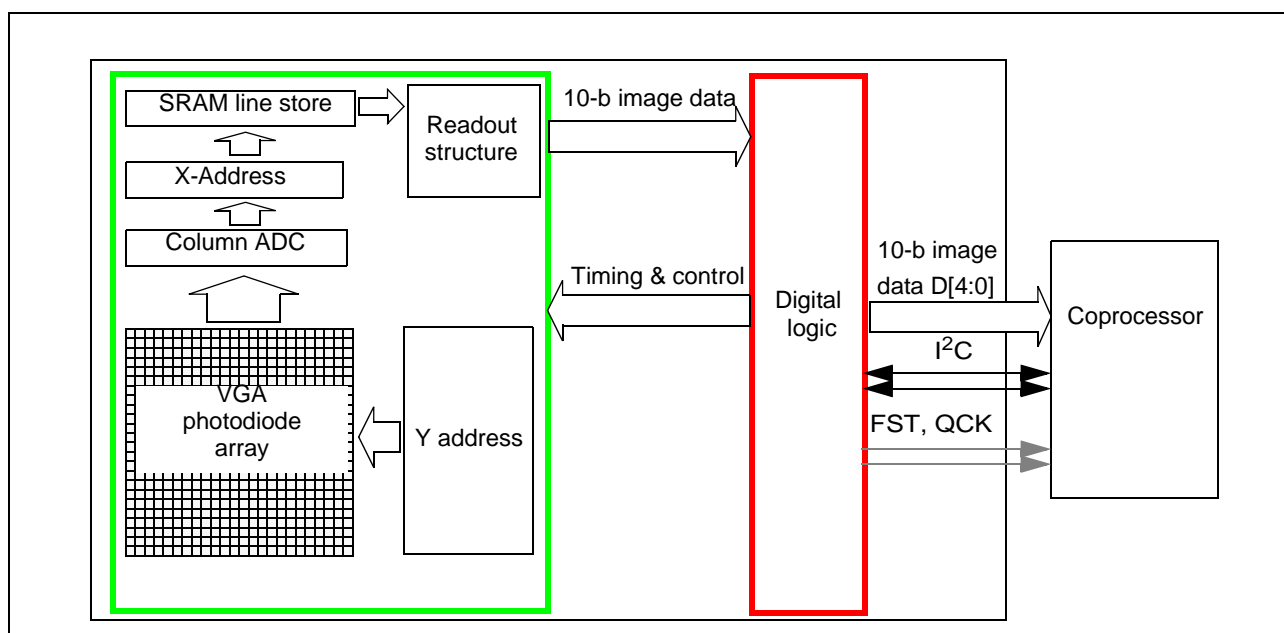 SRAM line store
Readout
structure
10-b image data
X-Address
Column ADC
Timing & control
VGA
photodiode
array
Y address
Digital
logic
10-b image
data D[4:0]
I²C
FST, QCK
Coprocessor